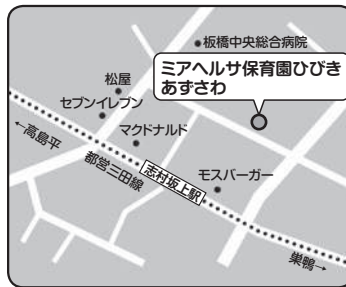 板橋中央総合病院
ミアヘルサ保育園ひびき
あずさわ
松屋
セブンイレブン
マクドナルド
←高島平
都営三田線
志村坂上駅
モスバーガー
巣鴨→